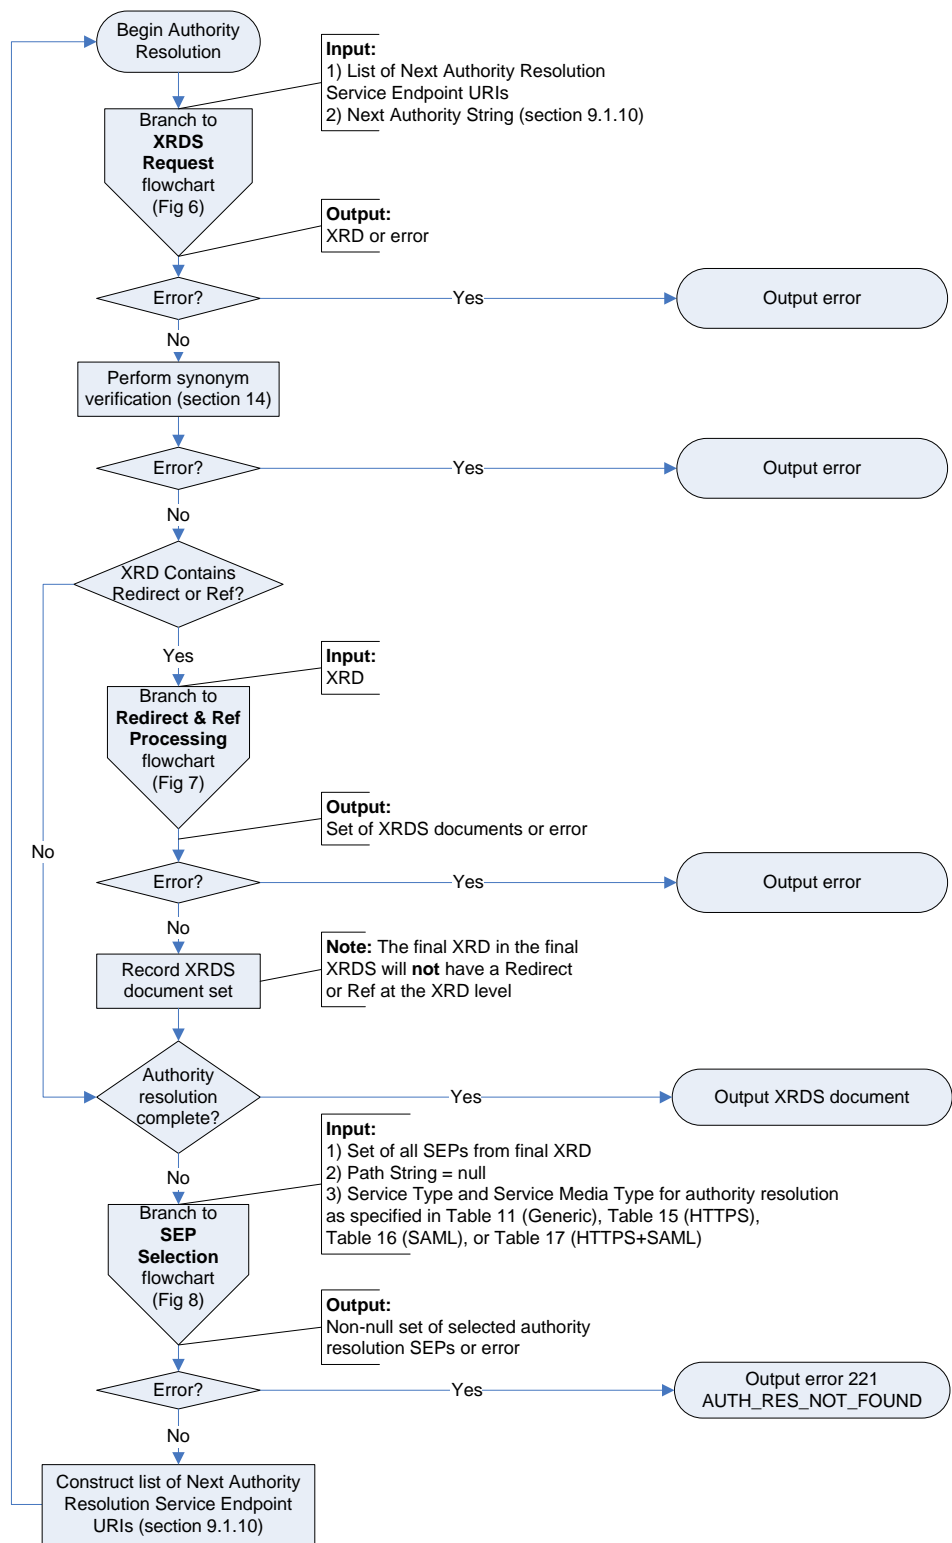 Begin Authority
Resolution
Input:
1) List of Next Authority Resolution
Service Endpoint URIs
2) Next Authority String (section 9.1.10)
Branch to
XRDS
Request
flowchart
(Fig 6)
Output:
XRD or error
Error?
Yes
Output error
No
Perform synonym
verification (section 14)
Error?
Yes
Output error
No
XRD Contains
Redirect or Ref?
Yes
Input:
XRD
Branch to
Redirect & Ref
Processing
flowchart
(Fig 7)
Output:
Set of XRDS documents or error
No
Error?
Yes
Output error
No
Record XRDS
document set
Note: The final XRD in the final
XRDS will not have a Redirect
or Ref at the XRD level
Authority
resolution
complete?
Yes
Output XRDS document
No
Input:
1) Set of all SEPs from final XRD
2) Path String = null
3) Service Type and Service Media Type for authority resolution
as specified in Table 11 (Generic), Table 15 (HTTPS),
Table 16 (SAML), or Table 17 (HTTPS+SAML)
Branch to
SEP
Selection
flowchart
(Fig 8)
Output:
Non-null set of selected authority
resolution SEPs or error
Error?
Yes
Output error 221
AUTH_RES_NOT_FOUND
No
Construct list of Next Authority
Resolution Service Endpoint
URIs (section 9.1.10)